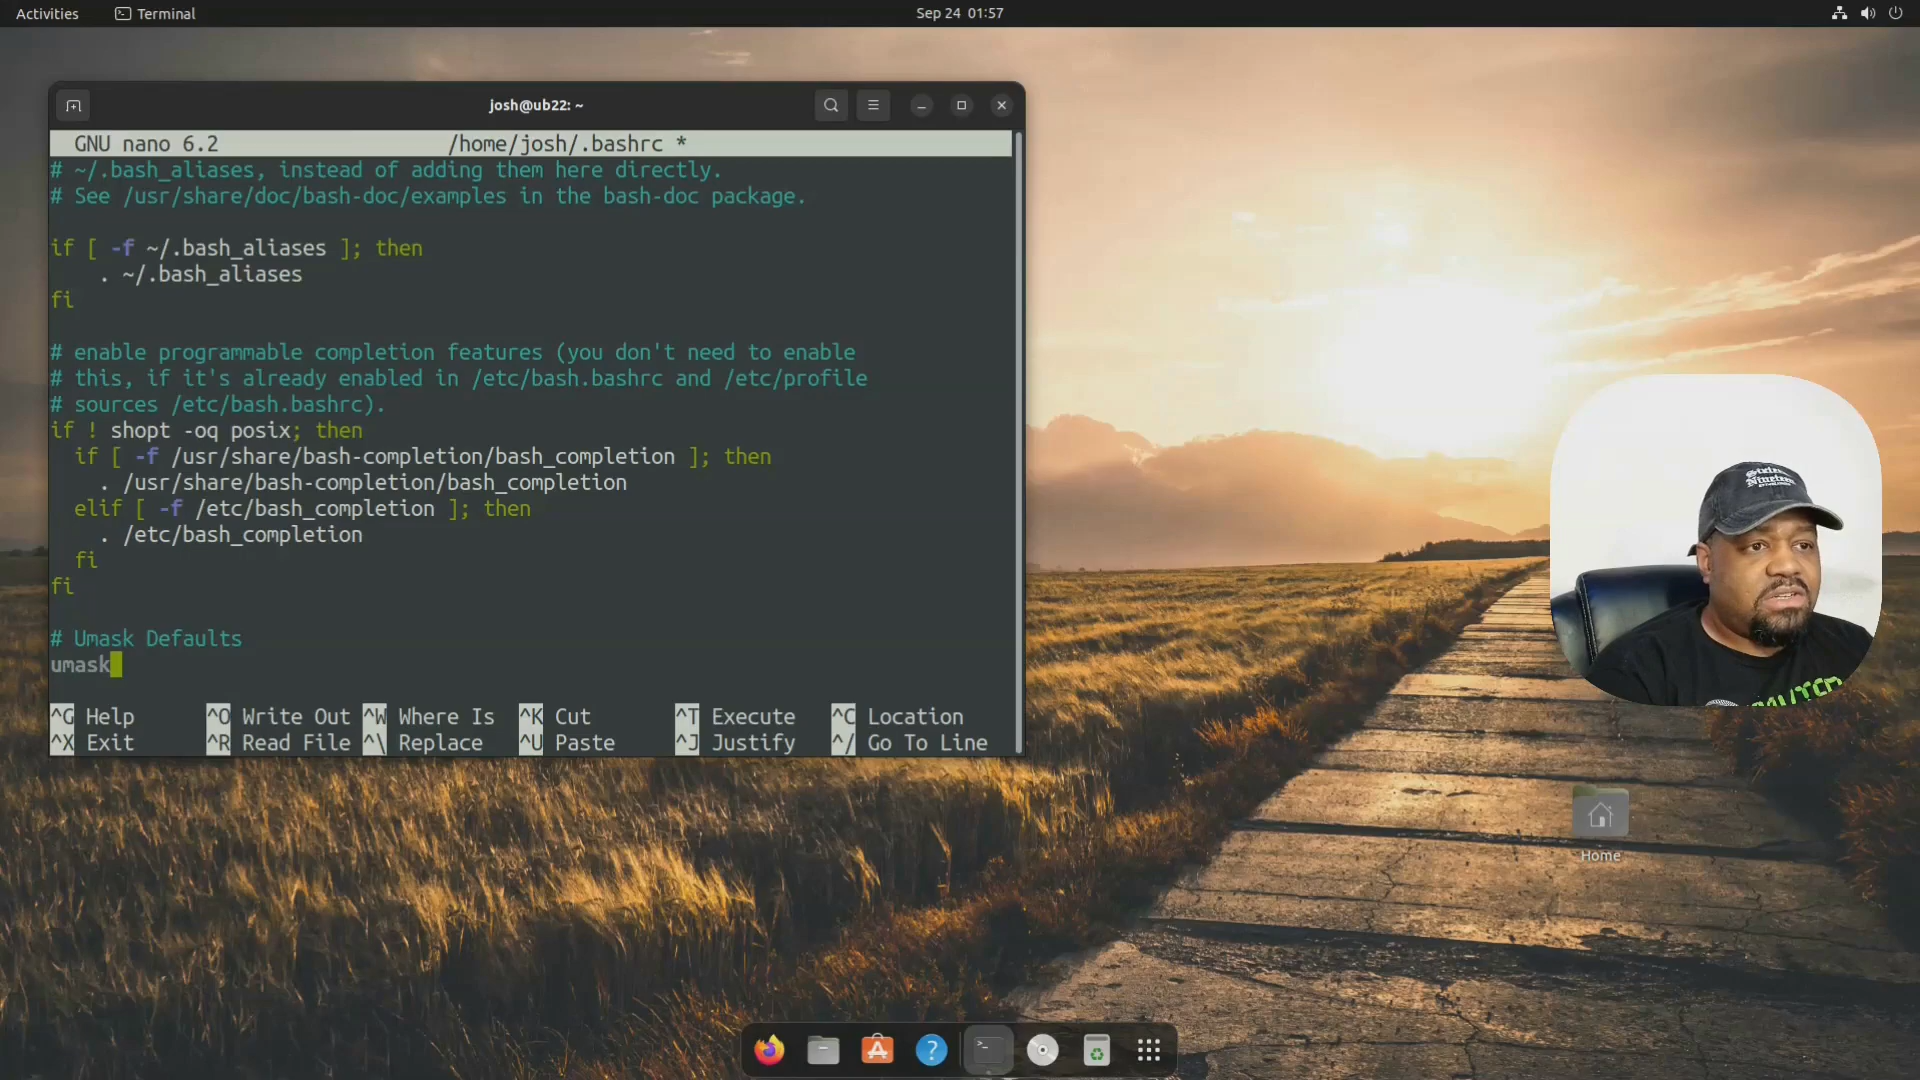 Activities
Terminal
Sep 24 01:57
josh@ub22: ~
GNU nano 6.2 /home/josh/.bashrc *
# ~/.bash_aliases, instead of adding them here directly.
# See /usr/share/doc/bash-doc/examples in the bash-doc package.
if [ -f ~/.bash_aliases ]; then
. ~/.bash_aliases
fi
# enable programmable completion features (you don't need to enable
# this, if it's already enabled in /etc/bash.bashrc and /etc/profile
# sources /etc/bash.bashrc).
if ! shopt -oq posix; then
if [ -f /usr/share/bash-completion/bash_completion ]; then
. /usr/share/bash-completion/bash_completion
elif [ -f /etc/bash_completion ]; then
. /etc/bash_completion
fi
fi
# Umask Defaults
umask
^G Help ^O Write Out ^W Where Is ^K Cut ^T Execute ^C Location
^X Exit ^R Read File ^\ Replace ^U Paste ^J Justify ^/ Go To Line
Home